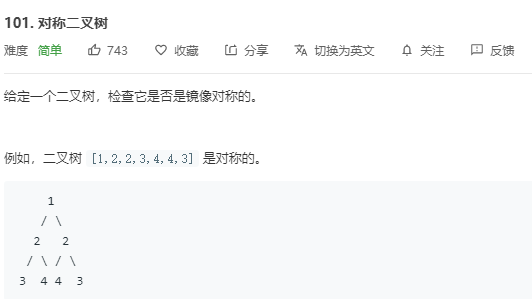 101. 对称二叉树
难度 简单 743 收藏 分享 切换为英文 关注 反馈
给定一个二叉树，检查它是否是镜像对称的。
例如，二叉树 [1,2,2,3,4,4,3] 是对称的。
1
/ \
2 2
/ \ / \
3 4 4 3